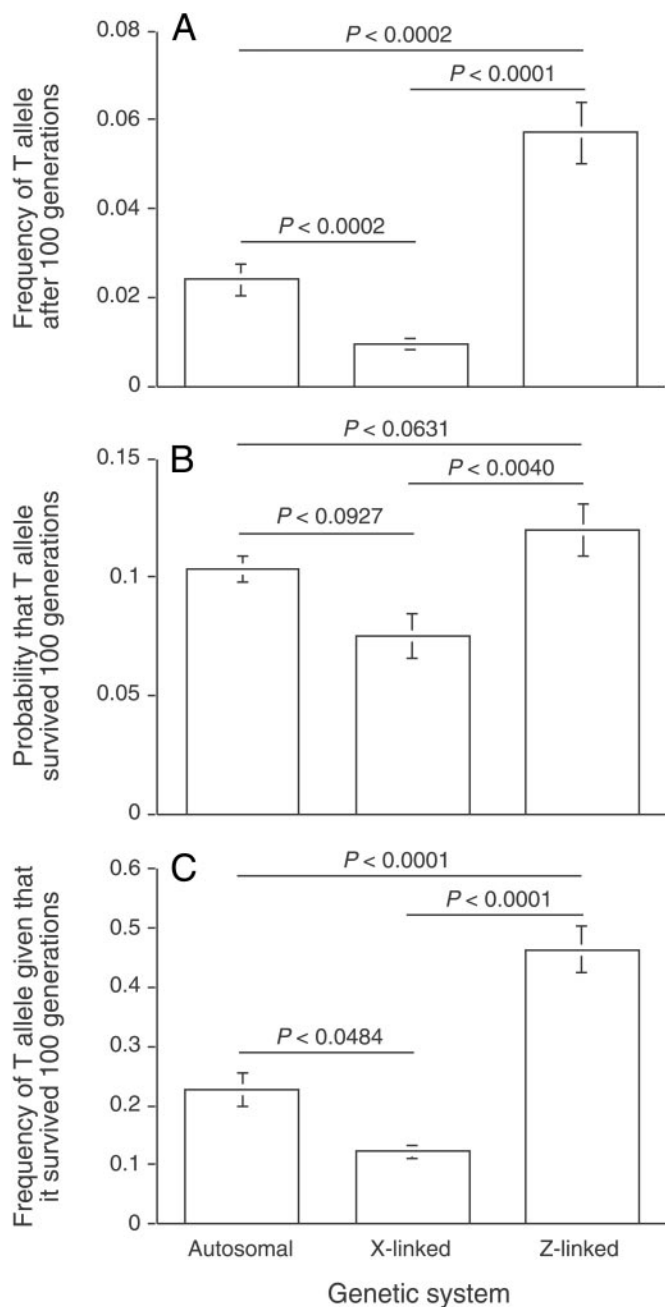 A
P < 0.0002
P < 0.0001
P < 0.0002
0.08
0.06
0.04
0.02
0
Frequency of T allele
after 100 generations
B
P < 0.0631
P < 0.0040
P < 0.0927
0.15
0.1
0.05
0
Probability that T allele
survived 100 generations
C
P < 0.0001
P < 0.0001
P < 0.0484
0.6
0.5
0.4
0.3
0.2
0.1
0
Frequency of T allele given that
it survived 100 generations
Autosomal X-linked Z-linked
Genetic system